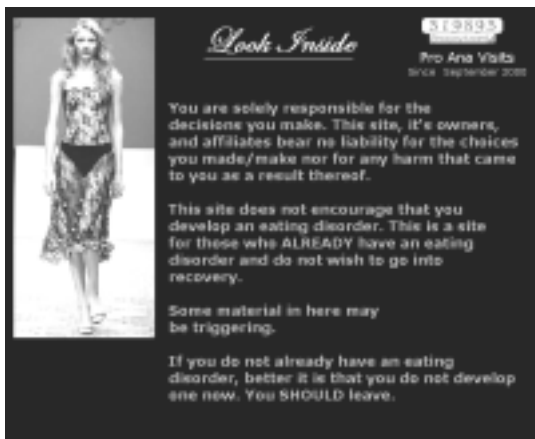 Look Inside
519895
Pro Ana Visits
Since September 2000
You are solely responsible for the
decisions you make. This site, it's owners,
and affiliates bear no liability for the choices
you made/make nor for any harm that came
to you as a result thereof.
This site does not encourage that you
develop an eating disorder. This is a site
for those who ALREADY have an eating
disorder and do not wish to go into
recovery.
Some material in here may
be triggering.
If you do not already have an eating
disorder, better it is that you do not develop
one now. You SHOULD leave.